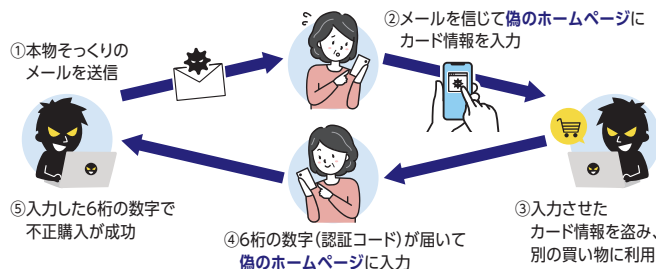 ①本物そっくりの
メールを送信
②メールを信じて偽のホームページに
カード情報を入力
③入力させた
カード情報を盗み、
別の買い物に利用
④6桁の数字(認証コード)が届いて
偽のホームページに入力
⑤入力した6桁の数字で
不正購入が成功